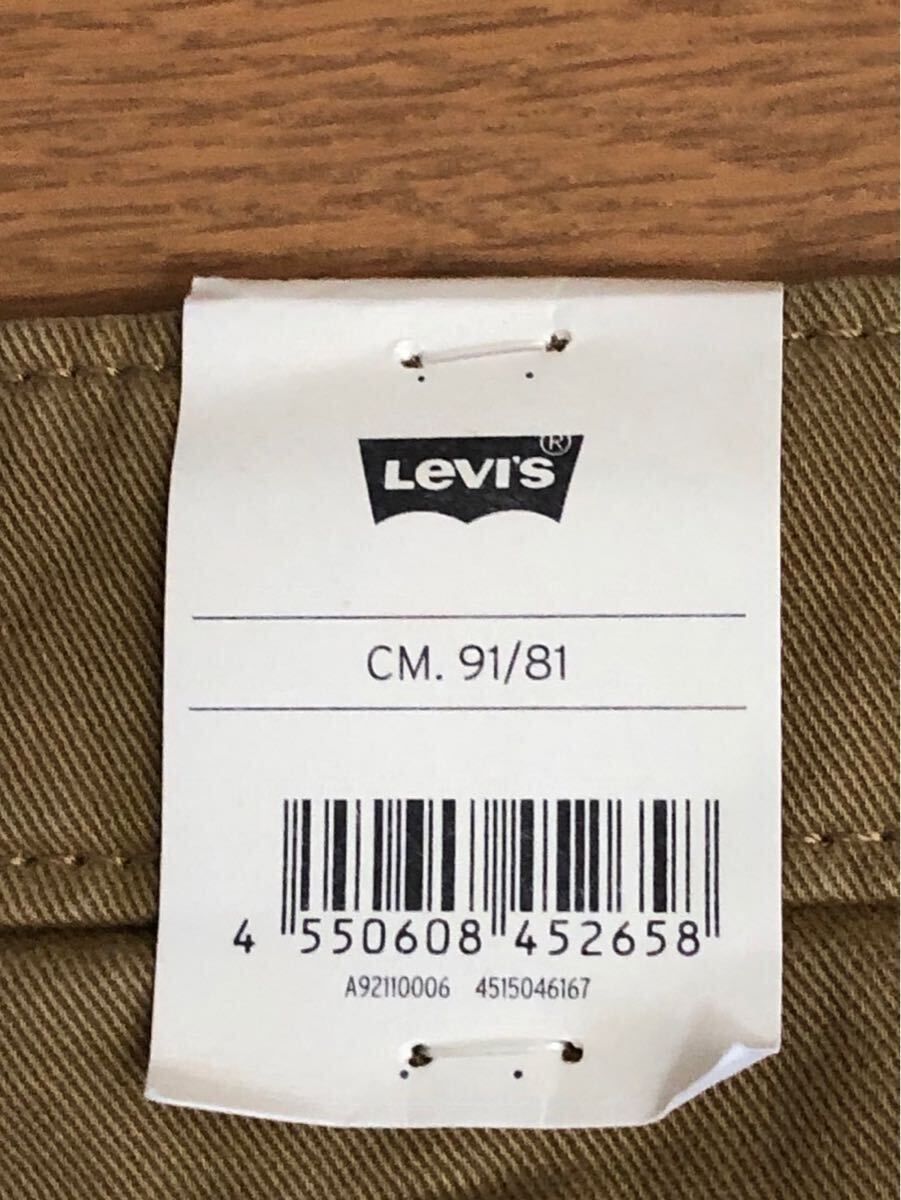 Levi's®
CM. 91/81
4 550608 452658
A92110006 4515046167